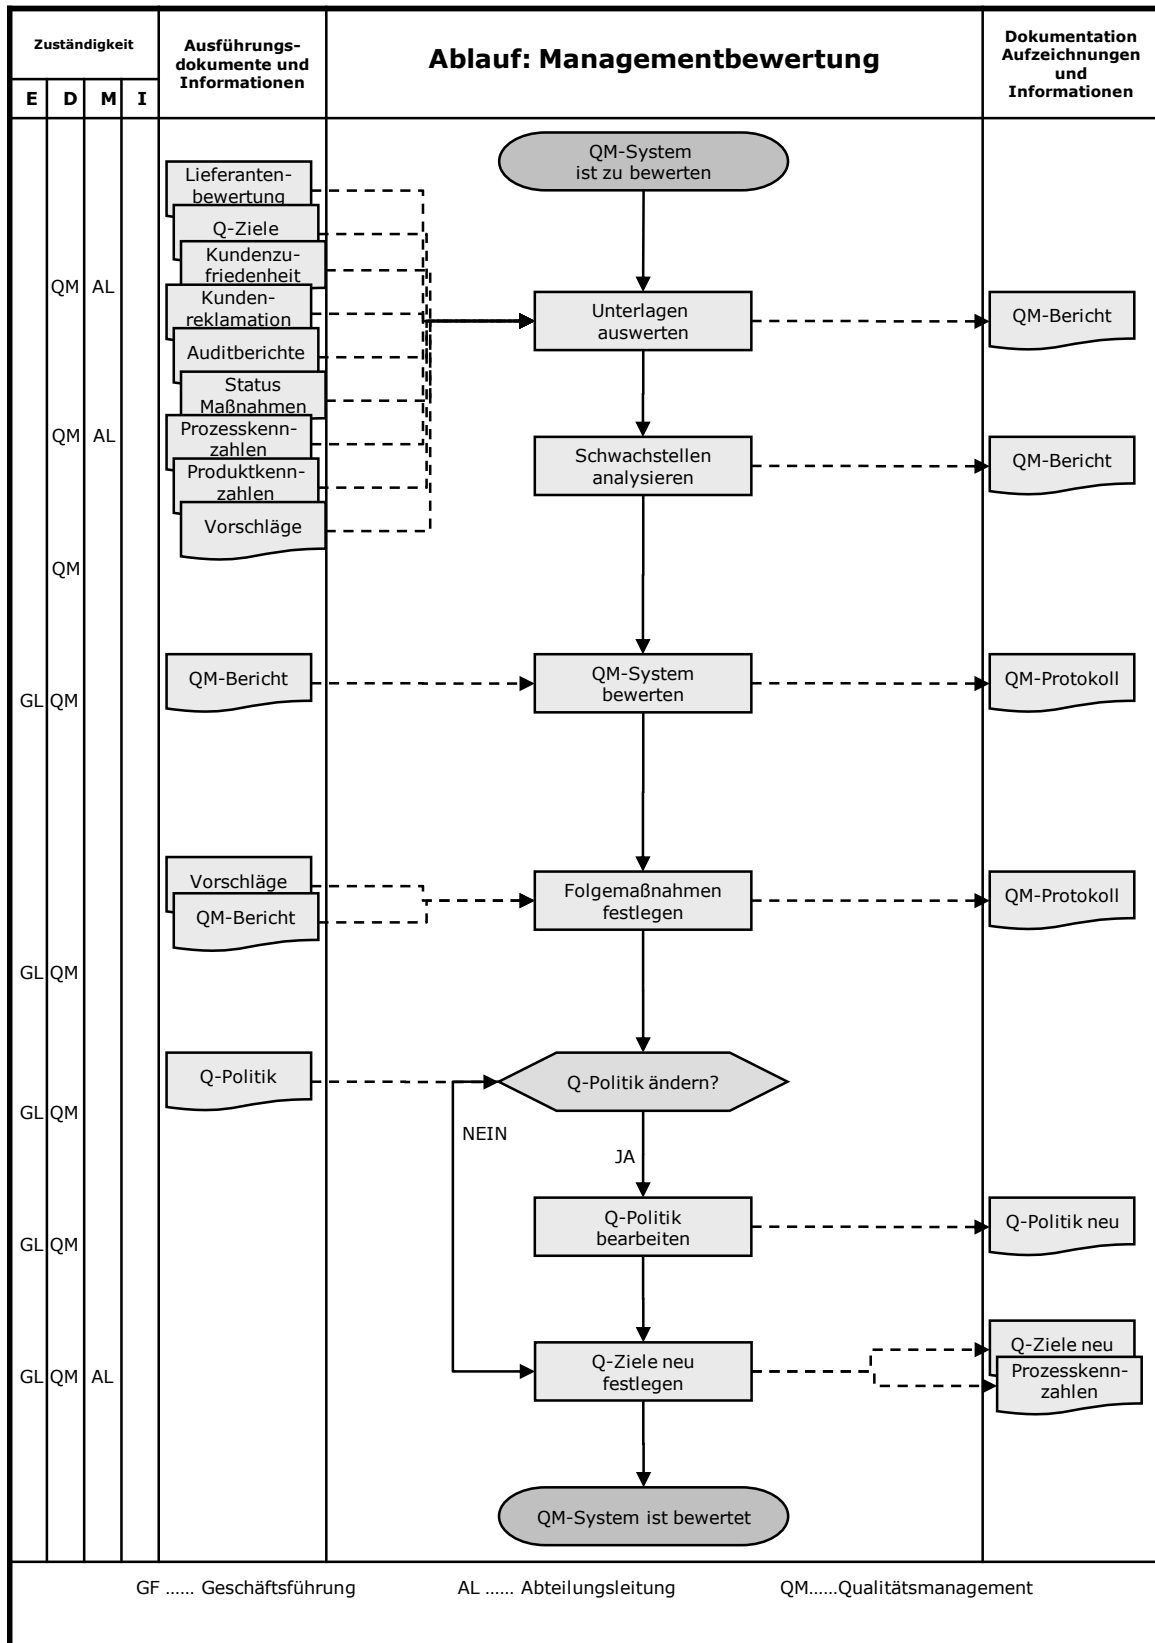 Zuständigkeit
E D M I
Ausführungs-
dokumente und
Informationen
Ablauf: Managementbewertung
Dokumentation
Aufzeichnungen
und
Informationen
QM-System
ist zu bewerten
Lieferanten-
bewertung
Q-Ziele
Kundenzu-
friedenheit
Kunden-
reklamation
Auditberichte
Status
Maßnahmen
Prozesskenn-
zahlen
Produktkenn-
zahlen
Vorschläge
QM AL
Unterlagen
auswerten
QM-Bericht
QM AL
Schwachstellen
analysieren
QM-Bericht
QM
QM-Bericht
QM-System
bewerten
QM-Protokoll
GL QM
Vorschläge
QM-Bericht
Folgemaßnahmen
festlegen
QM-Protokoll
GL QM
Q-Politik
Q-Politik ändern?
GL QM
NEIN
JA
Q-Politik
bearbeiten
Q-Politik neu
GL QM
Q-Ziele neu
festlegen
Q-Ziele neu
Prozesskenn-
zahlen
GL QM AL
QM-System ist bewertet
GF ...... Geschäftsführung AL ...... Abteilungsleitung QM......Qualitätsmanagement